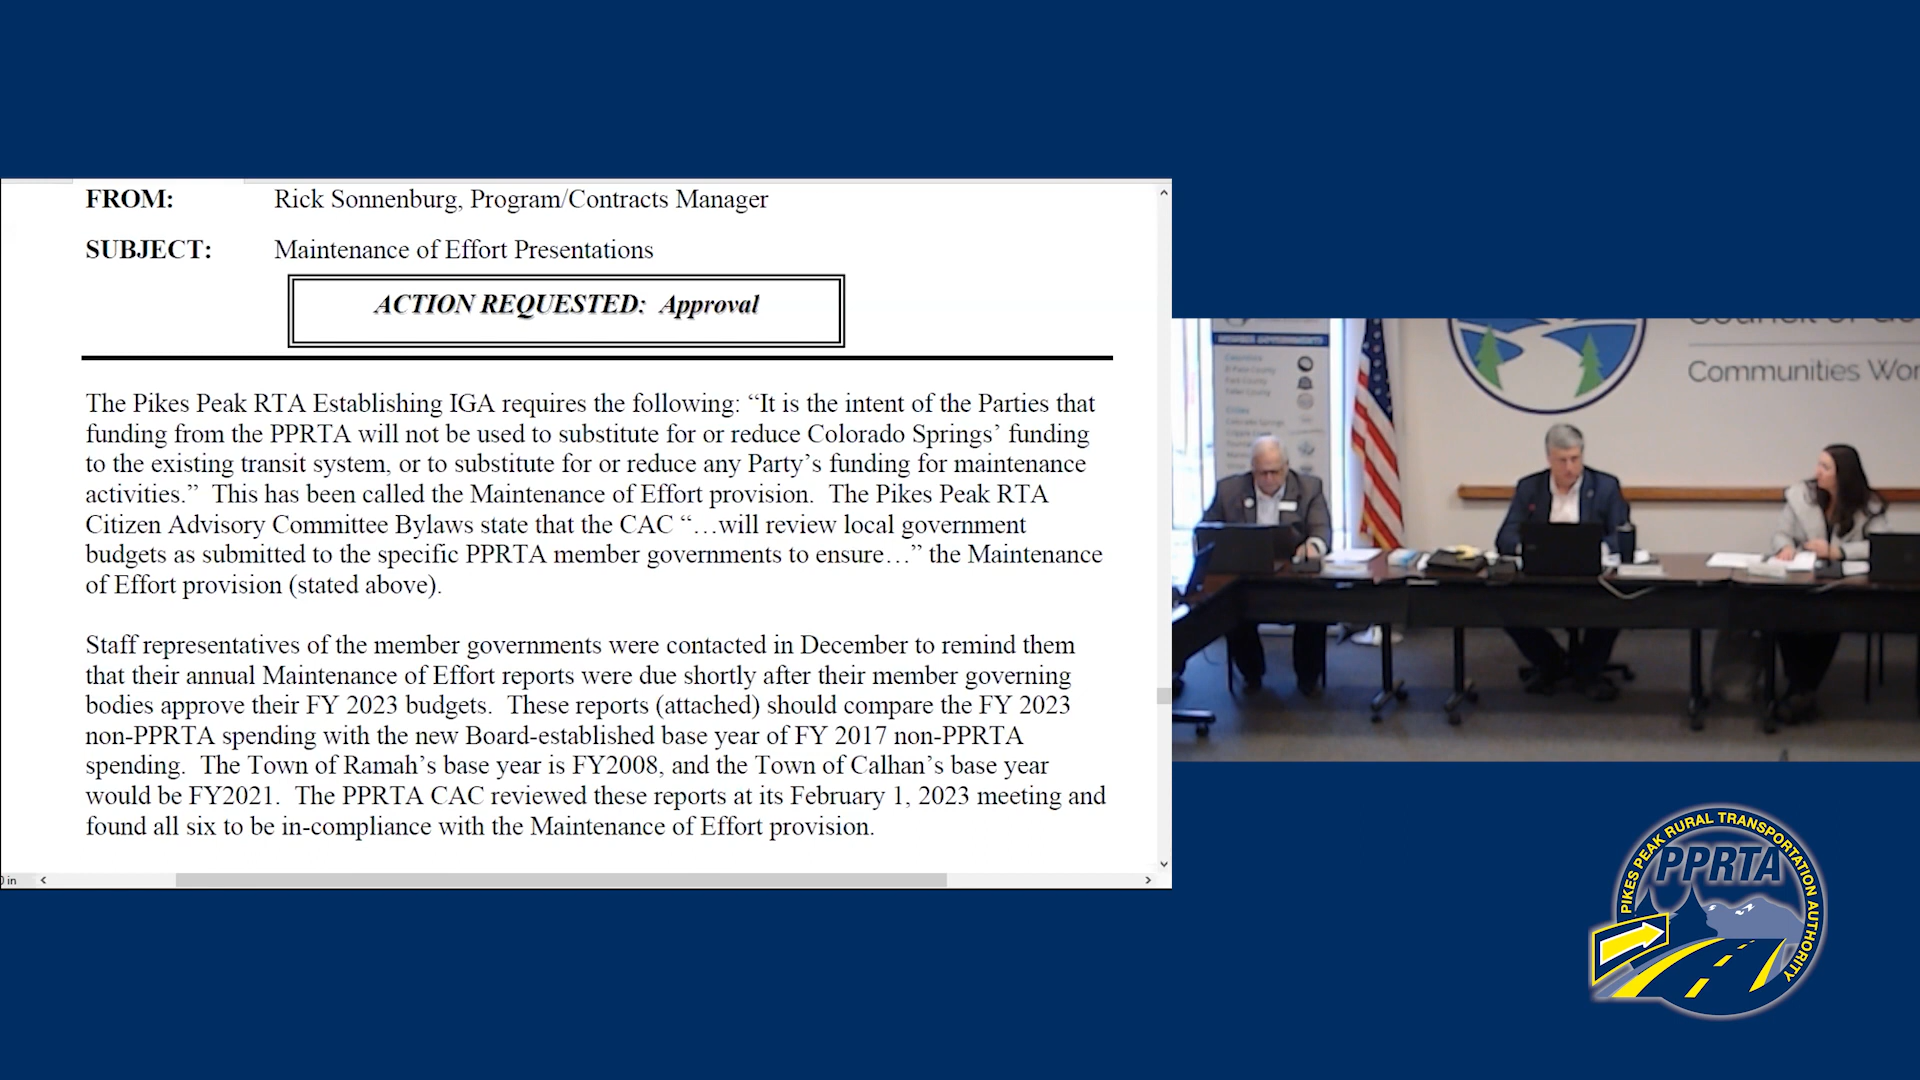 FROM: Rick Sonnenburg, Program/Contracts Manager
SUBJECT: Maintenance of Effort Presentations
ACTION REQUESTED: Approval
The Pikes Peak RTA Establishing IGA requires the following: “It is the intent of the Parties that
funding from the PPRTA will not be used to substitute for or reduce Colorado Springs’ funding
to the existing transit system, or to substitute for or reduce any Party’s funding for maintenance
activities.” This has been called the Maintenance of Effort provision. The Pikes Peak RTA
Citizen Advisory Committee Bylaws state that the CAC “…will review local government
budgets as submitted to the specific PPRTA member governments to ensure…” the Maintenance
of Effort provision (stated above).
Staff representatives of the member governments were contacted in December to remind them
that their annual Maintenance of Effort reports were due shortly after their member governing
bodies approve their FY 2023 budgets. These reports (attached) should compare the FY 2023
non-PPRTA spending with the new Board-established base year of FY 2017 non-PPRTA
spending. The Town of Ramah’s base year is FY2008, and the Town of Calhan’s base year
would be FY2021. The PPRTA CAC reviewed these reports at its February 1, 2023 meeting and
found all six to be in-compliance with the Maintenance of Effort provision.
in
Communities Wor
PIKES PEAK RURAL TRANSPORTATION AUTHORITY
PPRTA